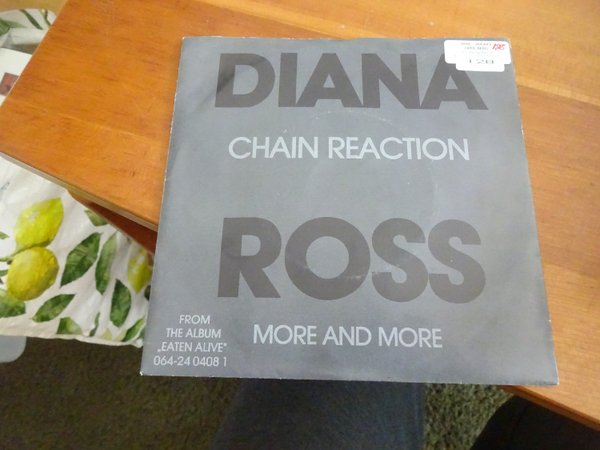 DIANA
CHAIN REACTION
ROSS
MORE AND MORE
FROM
THE ALBUM
„EATEN ALIVE"
064-24 0408 1